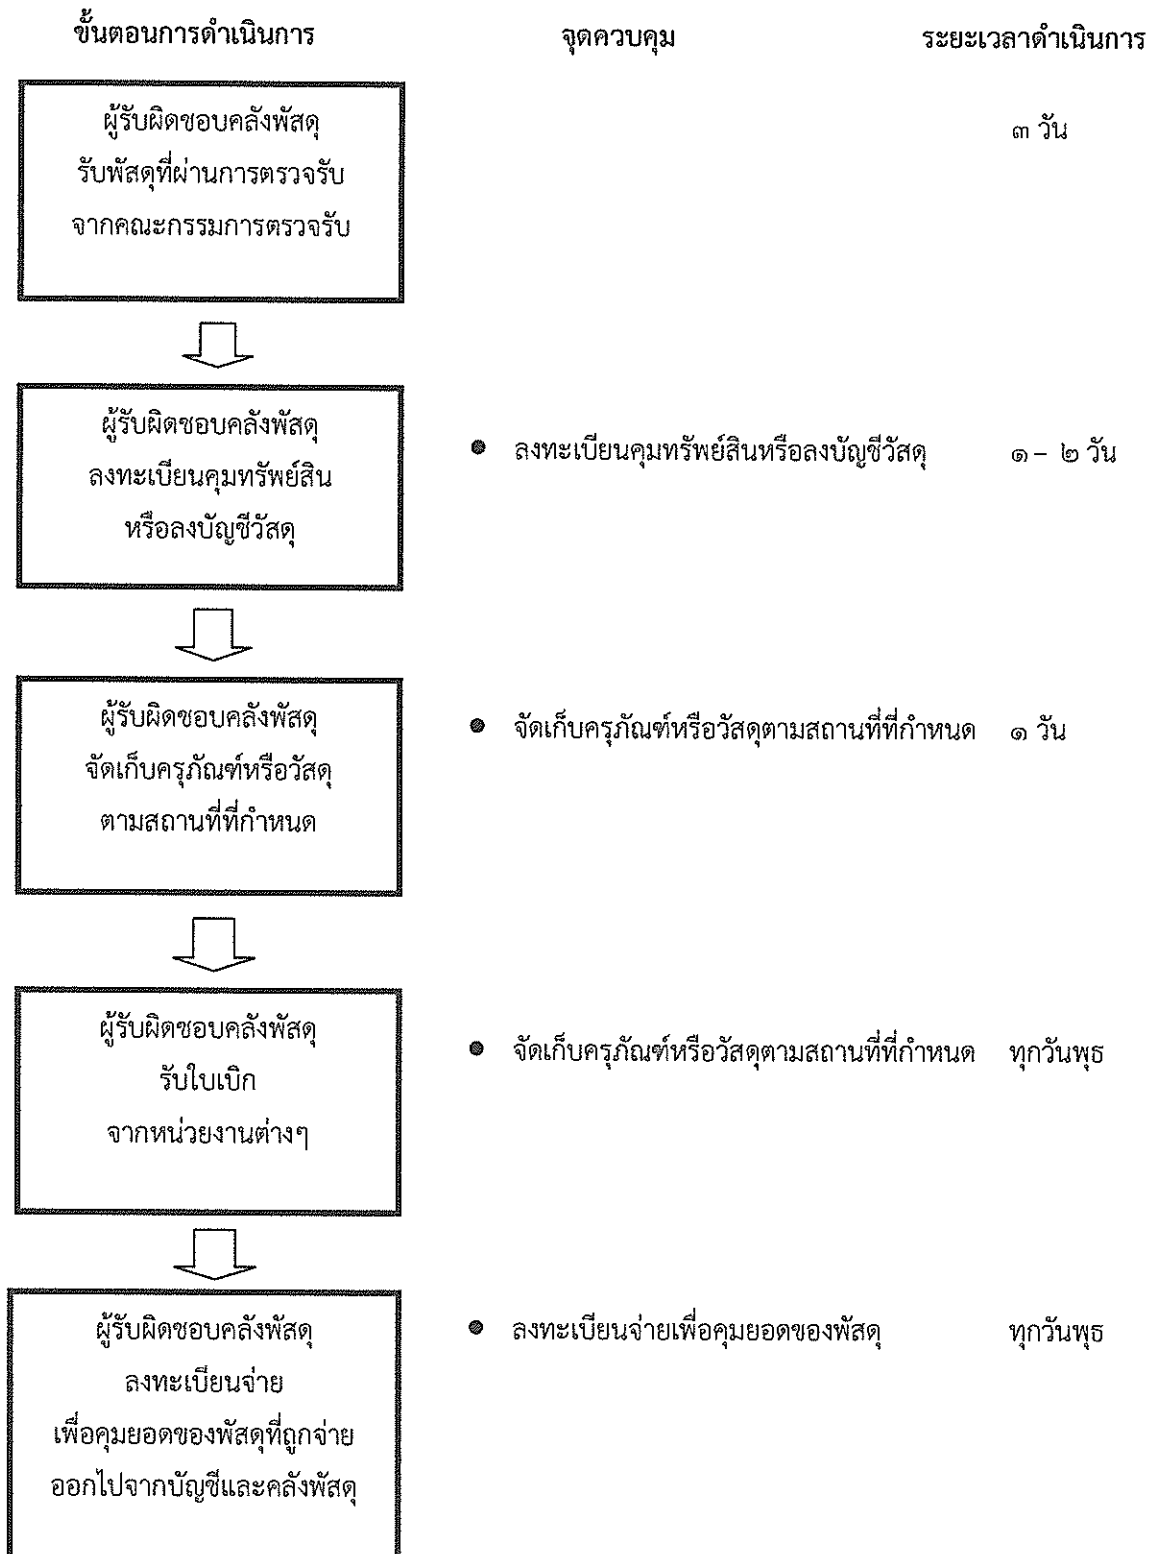 ขั้นตอนการดำเนินการ จุดควบคุม ระยะเวลาดำเนินการ
ผู้รับผิดชอบคลังพัสดุ
รับพัสดุที่ผ่านการตรวจรับ
จากคณะกรรมการตรวจรับ
๓ วัน
ผู้รับผิดชอบคลังพัสดุ
ลงทะเบียนคุมทรัพย์สิน
หรือลงบัญชีวัสดุ
● ลงทะเบียนคุมทรัพย์สินหรือลงบัญชีวัสดุ ๑ – ๒ วัน
ผู้รับผิดชอบคลังพัสดุ
จัดเก็บครุภัณฑ์หรือวัสดุ
ตามสถานที่ที่กำหนด
● จัดเก็บครุภัณฑ์หรือวัสดุตามสถานที่ที่กำหนด ๑ วัน
ผู้รับผิดชอบคลังพัสดุ
รับใบเบิก
จากหน่วยงานต่างๆ
● จัดเก็บครุภัณฑ์หรือวัสดุตามสถานที่ที่กำหนด ทุกวันพุธ
ผู้รับผิดชอบคลังพัสดุ
ลงทะเบียนจ่าย
เพื่อคุมยอดของพัสดุที่ถูกจ่าย
ออกไปจากบัญชีและคลังพัสดุ
● ลงทะเบียนจ่ายเพื่อคุมยอดของพัสดุ ทุกวันพุธ